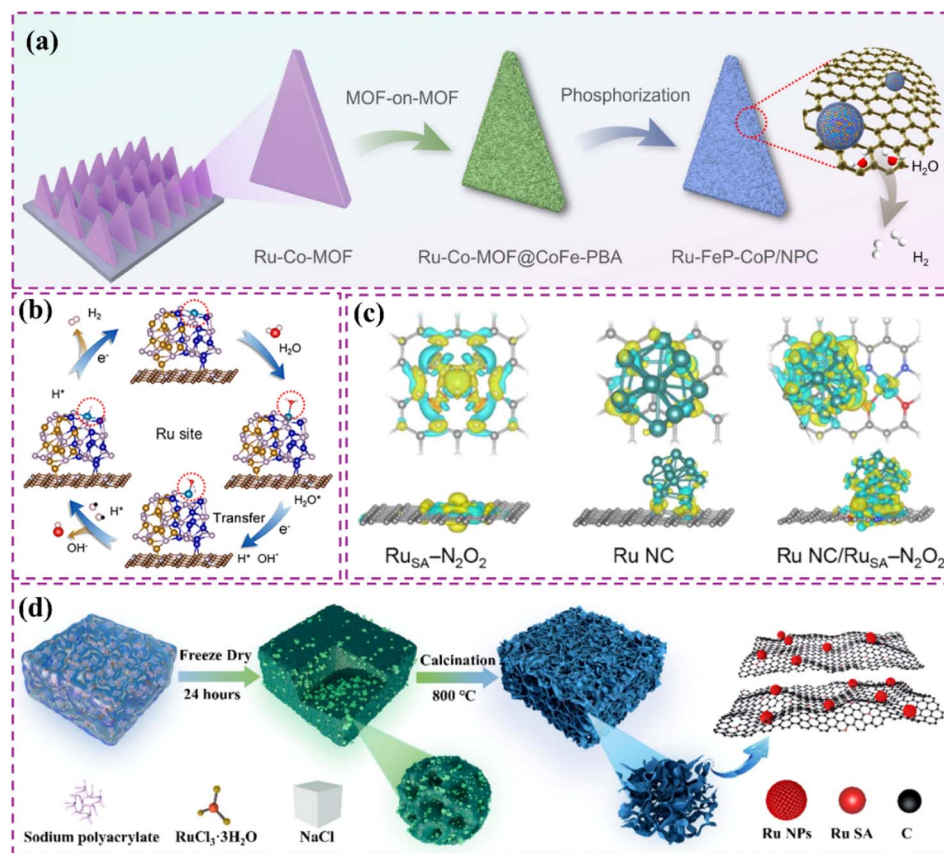 (a)
MOF-on-MOF
Phosphorization
H₂O
H₂
Ru-Co-MOF
Ru-Co-MOF@CoFe-PBA
Ru-FeP-CoP/NPC
(b)
H₂
e⁻
H₂O
H*
Ru site
H₂O*
H*
Transfer
e⁻
OH⁻
H* OH⁻
(c)
Ru_SA–N₂O₂
Ru NC
Ru NC/Ru_SA–N₂O₂
(d)
Freeze Dry
24 hours
Calcination
800 °C
Sodium polyacrylate
RuCl₃·3H₂O
NaCl
Ru NPs
Ru SA
C